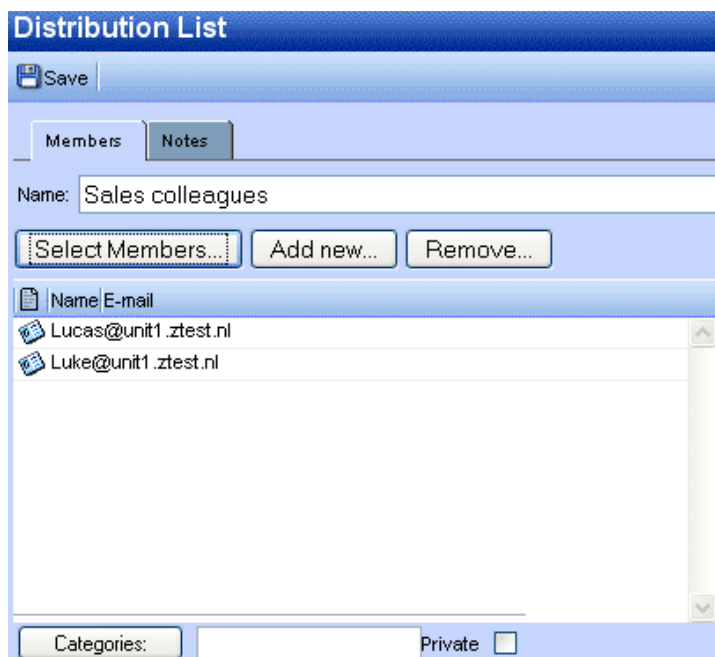 Distribution List
Save
Members Notes
Name: Sales colleagues
Select Members... Add new... Remove...
Name E-mail
Lucas@unit1.ztest.nl
Luke@unit1.ztest.nl
Categories: Private